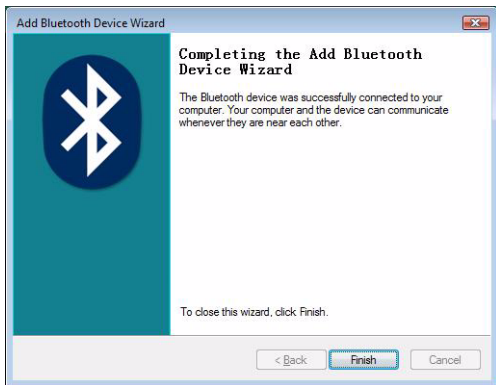 Add Bluetooth Device Wizard
Completing the Add Bluetooth
Device Wizard
The Bluetooth device was successfully connected to your
computer. Your computer and the device can communicate
whenever they are near each other.
To close this wizard, click Finish.
< Back
Finish
Cancel